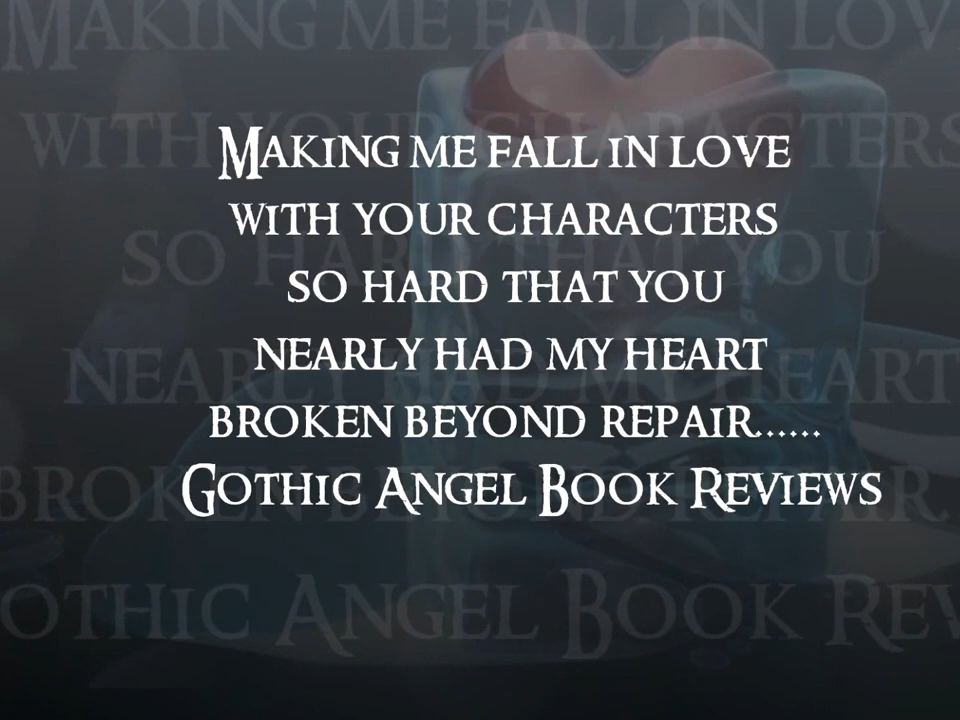 Making me fall in love
with your characters
so hard that you
nearly had my heart
broken beyond repair......
Gothic Angel Book Reviews